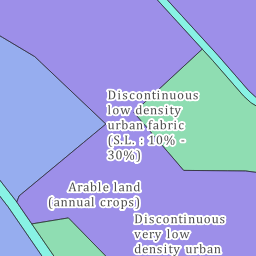 Discontinuous
low density
urban fabric
(S.L. : 10% -
30%)
Arable land
(annual crops)
Discontinuous
very low
density urban